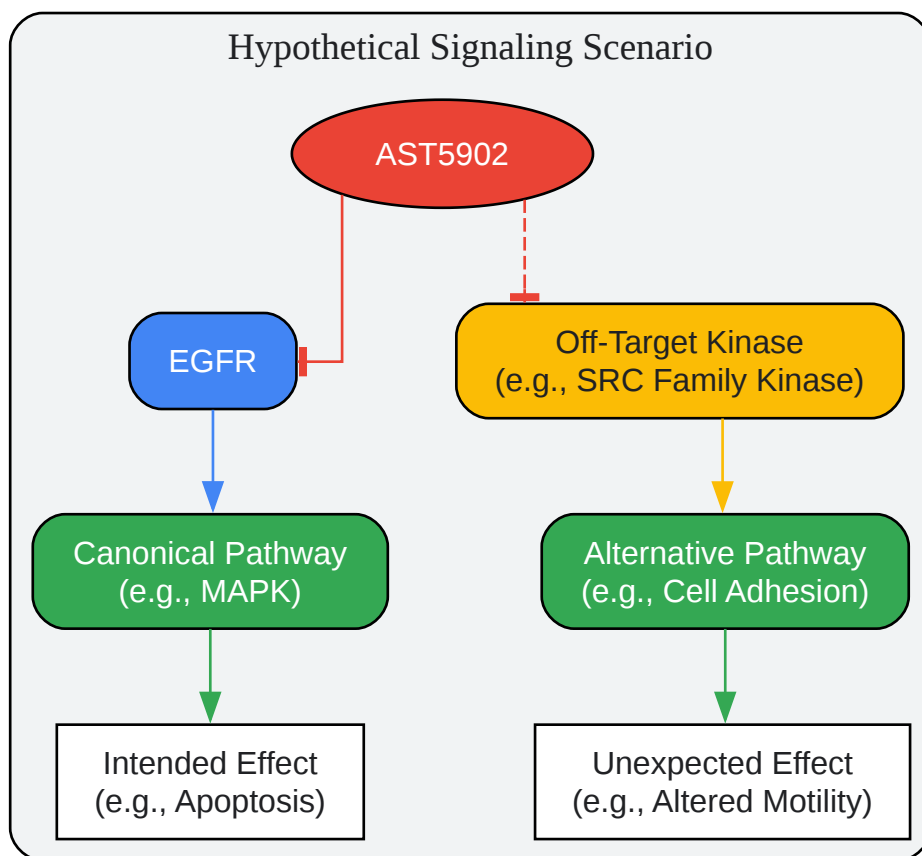 Hypothetical Signaling Scenario
AST5902
EGFR
Off-Target Kinase
(e.g., SRC Family Kinase)
Canonical Pathway
(e.g., MAPK)
Alternative Pathway
(e.g., Cell Adhesion)
Intended Effect
(e.g., Apoptosis)
Unexpected Effect
(e.g., Altered Motility)